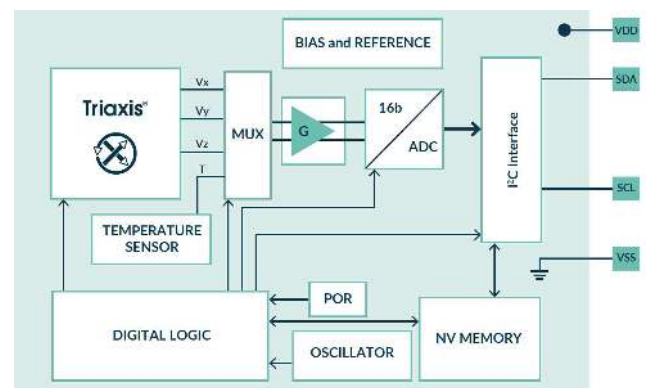 BIAS and REFERENCE
VDD
SDA
SCL
VSS
Triaxis®
Vx
Vy
Vz
T
MUX
G
16b
ADC
I²C Interface
TEMPERATURE
SENSOR
DIGITAL LOGIC
POR
OSCILLATOR
NV MEMORY